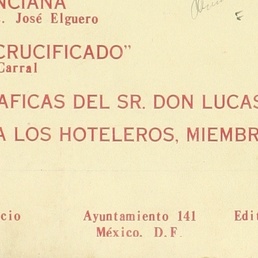 NCIANA
. José Elguero
CRUCIFICADO"
Carral
AFICAS DEL SR. DON LUCAS
A LOS HOTELEROS, MIEMBR
cio Ayuntamiento 141 Edit
México. D. F.